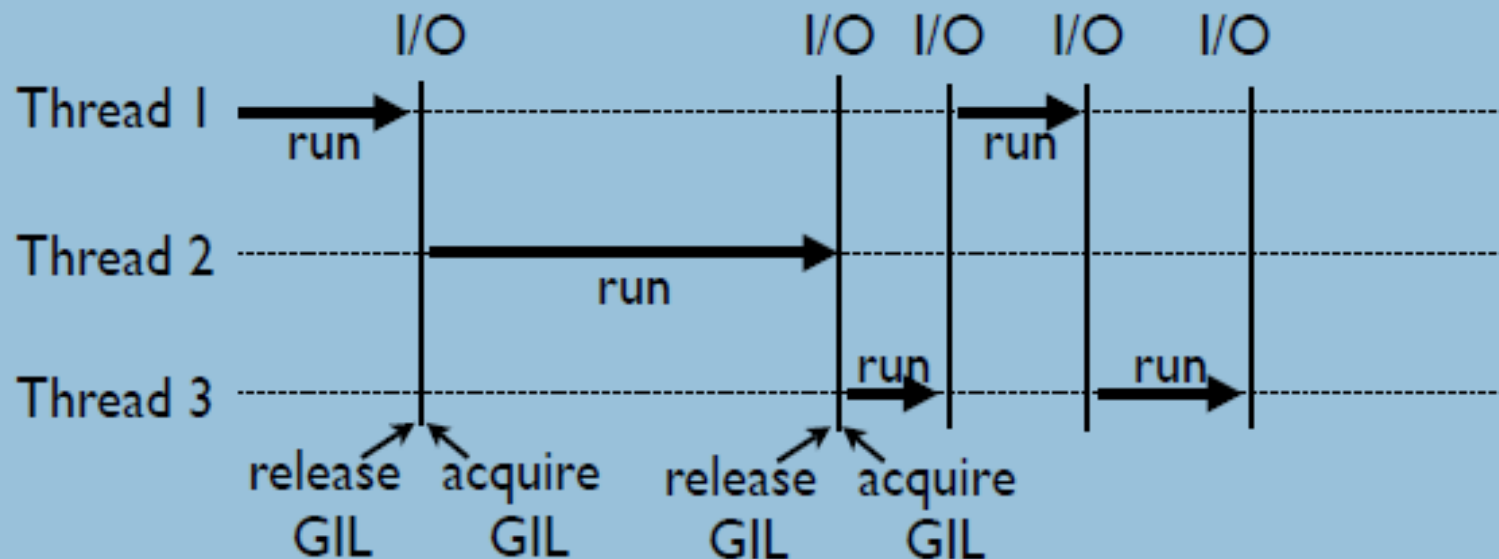 I/O I/O I/O I/O I/O
Thread 1
run run
Thread 2
run
run run
Thread 3
release acquire release acquire
GIL GIL GIL GIL